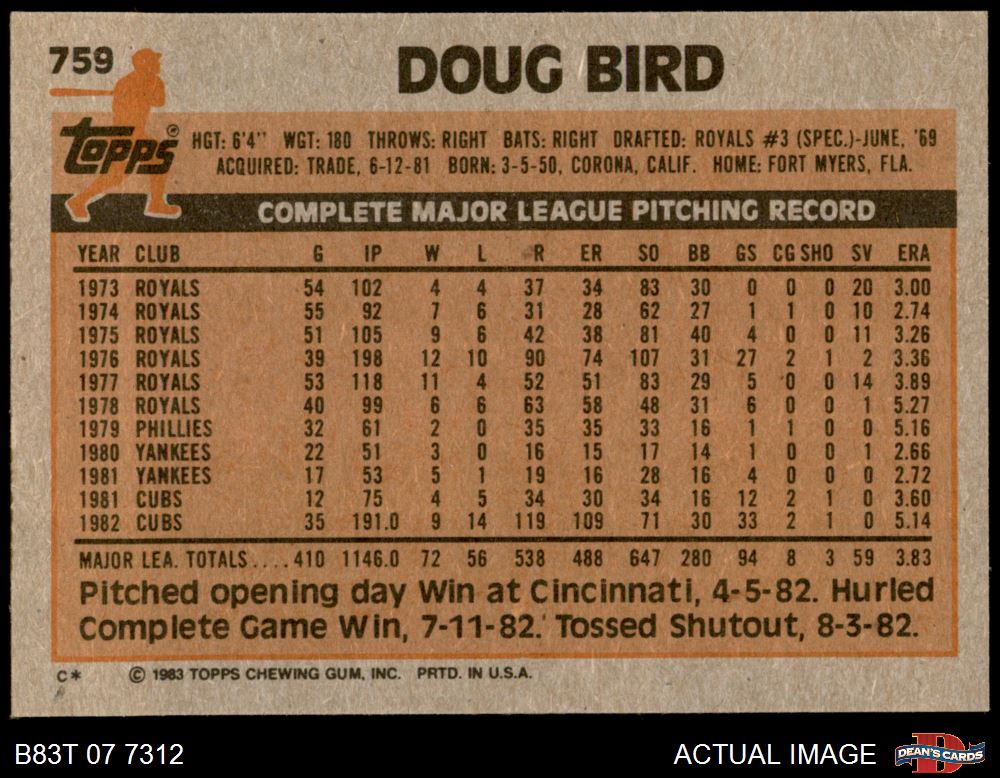 759
DOUG BIRD
Topps®
HGT: 6'4" WGT: 180 THROWS: RIGHT BATS: RIGHT DRAFTED: ROYALS #3 (SPEC.)-JUNE, '69
ACQUIRED: TRADE, 6-12-81 BORN: 3-5-50, CORONA, CALIF. HOME: FORT MYERS, FLA.
COMPLETE MAJOR LEAGUE PITCHING RECORD
YEAR CLUB G IP W L R ER SO BB GS CG SHO SV ERA
1973 ROYALS 54 102 4 4 37 34 83 30 0 0 0 20 3.00
1974 ROYALS 55 92 7 6 31 28 62 27 1 1 0 10 2.74
1975 ROYALS 51 105 9 6 42 38 81 40 4 0 0 11 3.26
1976 ROYALS 39 198 12 10 90 74 107 31 27 2 1 2 3.36
1977 ROYALS 53 118 11 4 52 51 83 29 5 0 0 14 3.89
1978 ROYALS 40 99 6 6 63 58 48 31 6 0 0 1 5.27
1979 PHILLIES 32 61 2 0 35 35 33 16 1 1 0 0 5.16
1980 YANKEES 22 51 3 0 16 15 17 14 1 0 0 1 2.66
1981 YANKEES 17 53 5 1 19 16 28 16 4 0 0 0 2.72
1981 CUBS 12 75 4 5 34 30 34 16 12 2 1 0 3.60
1982 CUBS 35 191.0 9 14 119 109 71 30 33 2 1 0 5.14
MAJOR LEA. TOTALS....410 1146.0 72 56 538 488 647 280 94 8 3 59 3.83
Pitched opening day Win at Cincinnati, 4-5-82. Hurled
Complete Game Win, 7-11-82. Tossed Shutout, 8-3-82.
C* © 1983 TOPPS CHEWING GUM, INC. PRTD. IN U.S.A.
B83T 07 7312 ACTUAL IMAGE DEAN'S CARDS